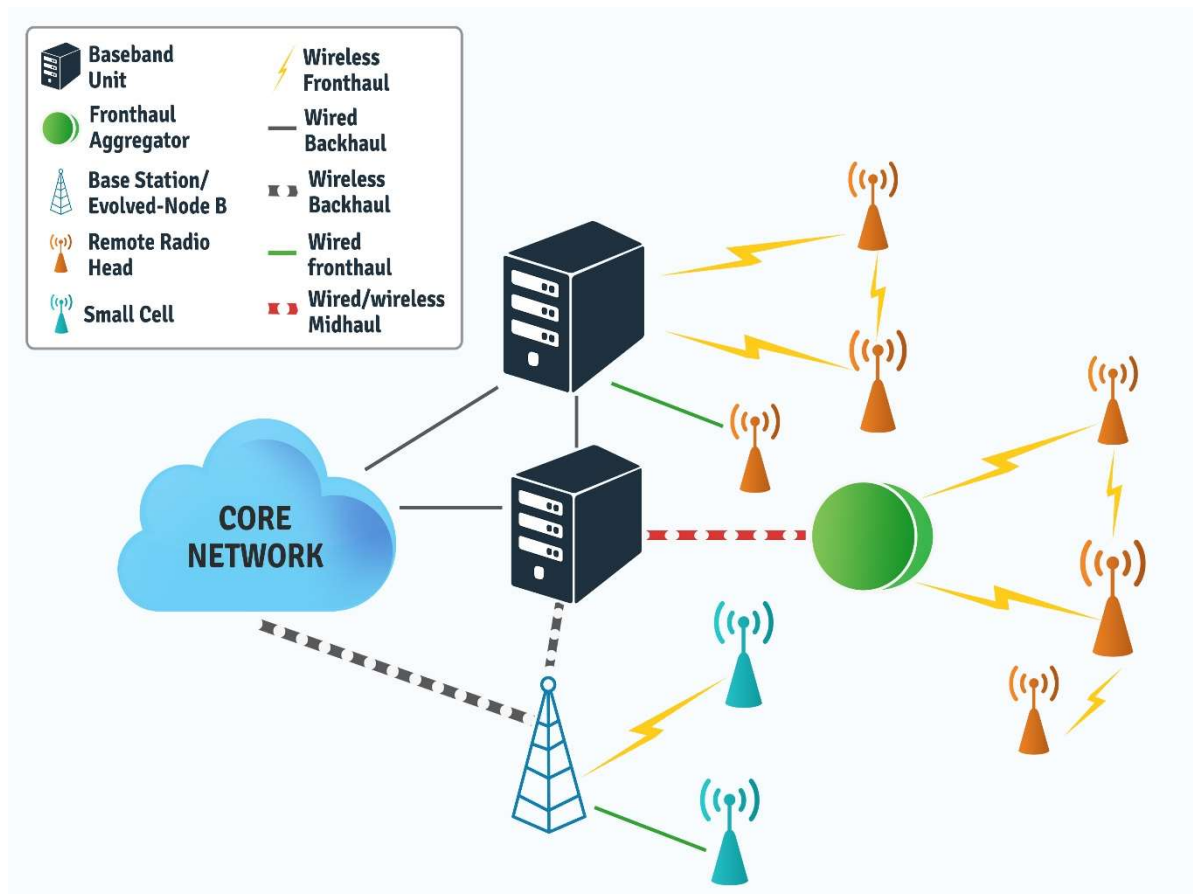 Baseband
Unit
Fronthaul
Aggregator
Base Station/
Evolved-Node B
Remote Radio
Head
Small Cell
Wireless
Fronthaul
Wired
Backhaul
Wireless
Backhaul
Wired
fronthaul
Wired/wireless
Midhaul
CORE
NETWORK